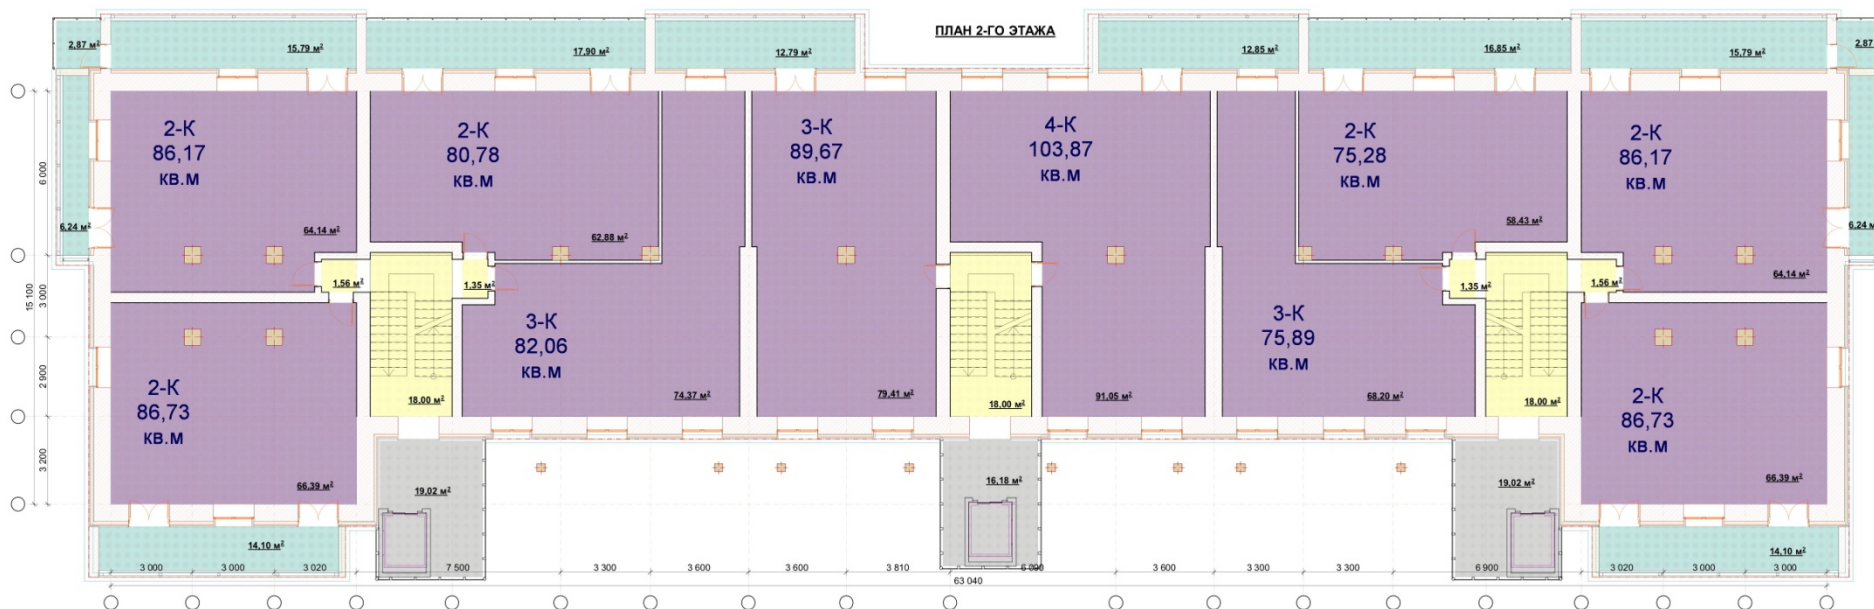 ПЛАН 2-ГО ЭТАЖА
2,87 м²
15,79 м²
17,90 м²
12,79 м²
12,85 м²
16,85 м²
15,79 м²
2,87 м²
2-К
86,17
КВ.М
2-К
80,78
КВ.М
3-К
89,67
КВ.М
4-К
103,87
КВ.М
2-К
75,28
КВ.М
2-К
86,17
КВ.М
6,24 м²
64,14 м²
62,88 м²
58,43 м²
64,14 м²
6,24 м²
1,56 м²
1,35 м²
1,35 м²
1,56 м²
3-К
82,06
КВ.М
3-К
75,89
КВ.М
2-К
86,73
КВ.М
2-К
86,73
КВ.М
18,00 м²
74,37 м²
79,41 м²
18,00 м²
91,05 м²
68,20 м²
18,00 м²
66,39 м²
19,02 м²
16,18 м²
19,02 м²
66,39 м²
14,10 м²
14,10 м²
6 000
15 100
3 000
2 900
3 200
3 000
3 000
3 020
7 500
3 300
3 600
3 600
3 810
6 090
3 600
3 300
3 300
6 900
3 020
3 000
3 000
63 040